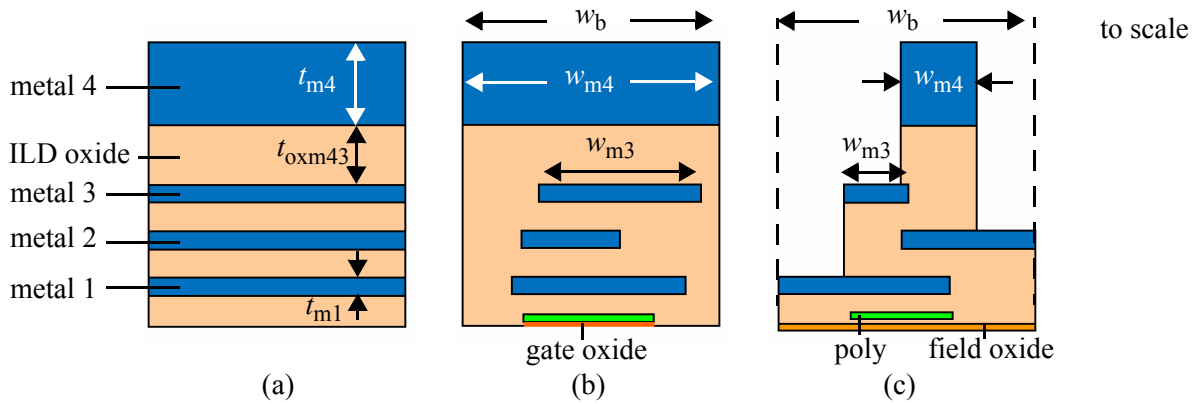 w_b
w_b
to scale
metal 4
t_m4
w_m4
w_m4
ILD oxide
t_oxm43
w_m3
w_m3
metal 3
metal 2
metal 1
t_m1
gate oxide
poly
field oxide
(a)
(b)
(c)